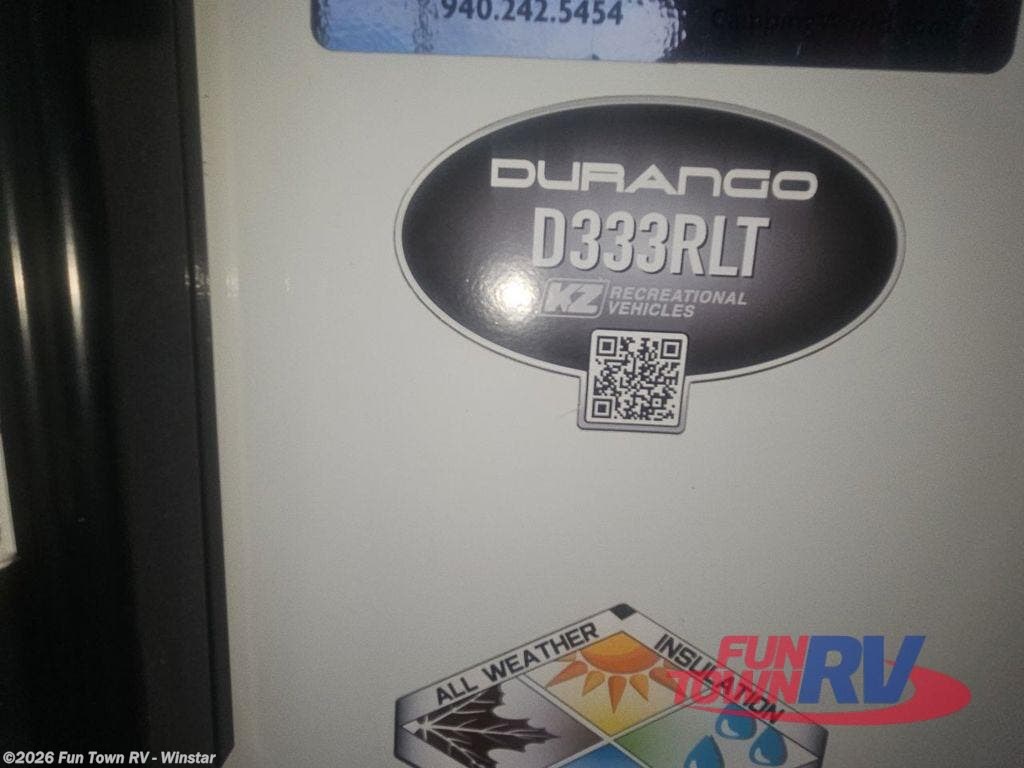 940.242.5454
DURANGO
D333RLT
KZ RECREATIONAL
VEHICLES
ALL WEATHER INSULATION
FUN
TOWN RV
©2026 Fun Town RV - Winstar